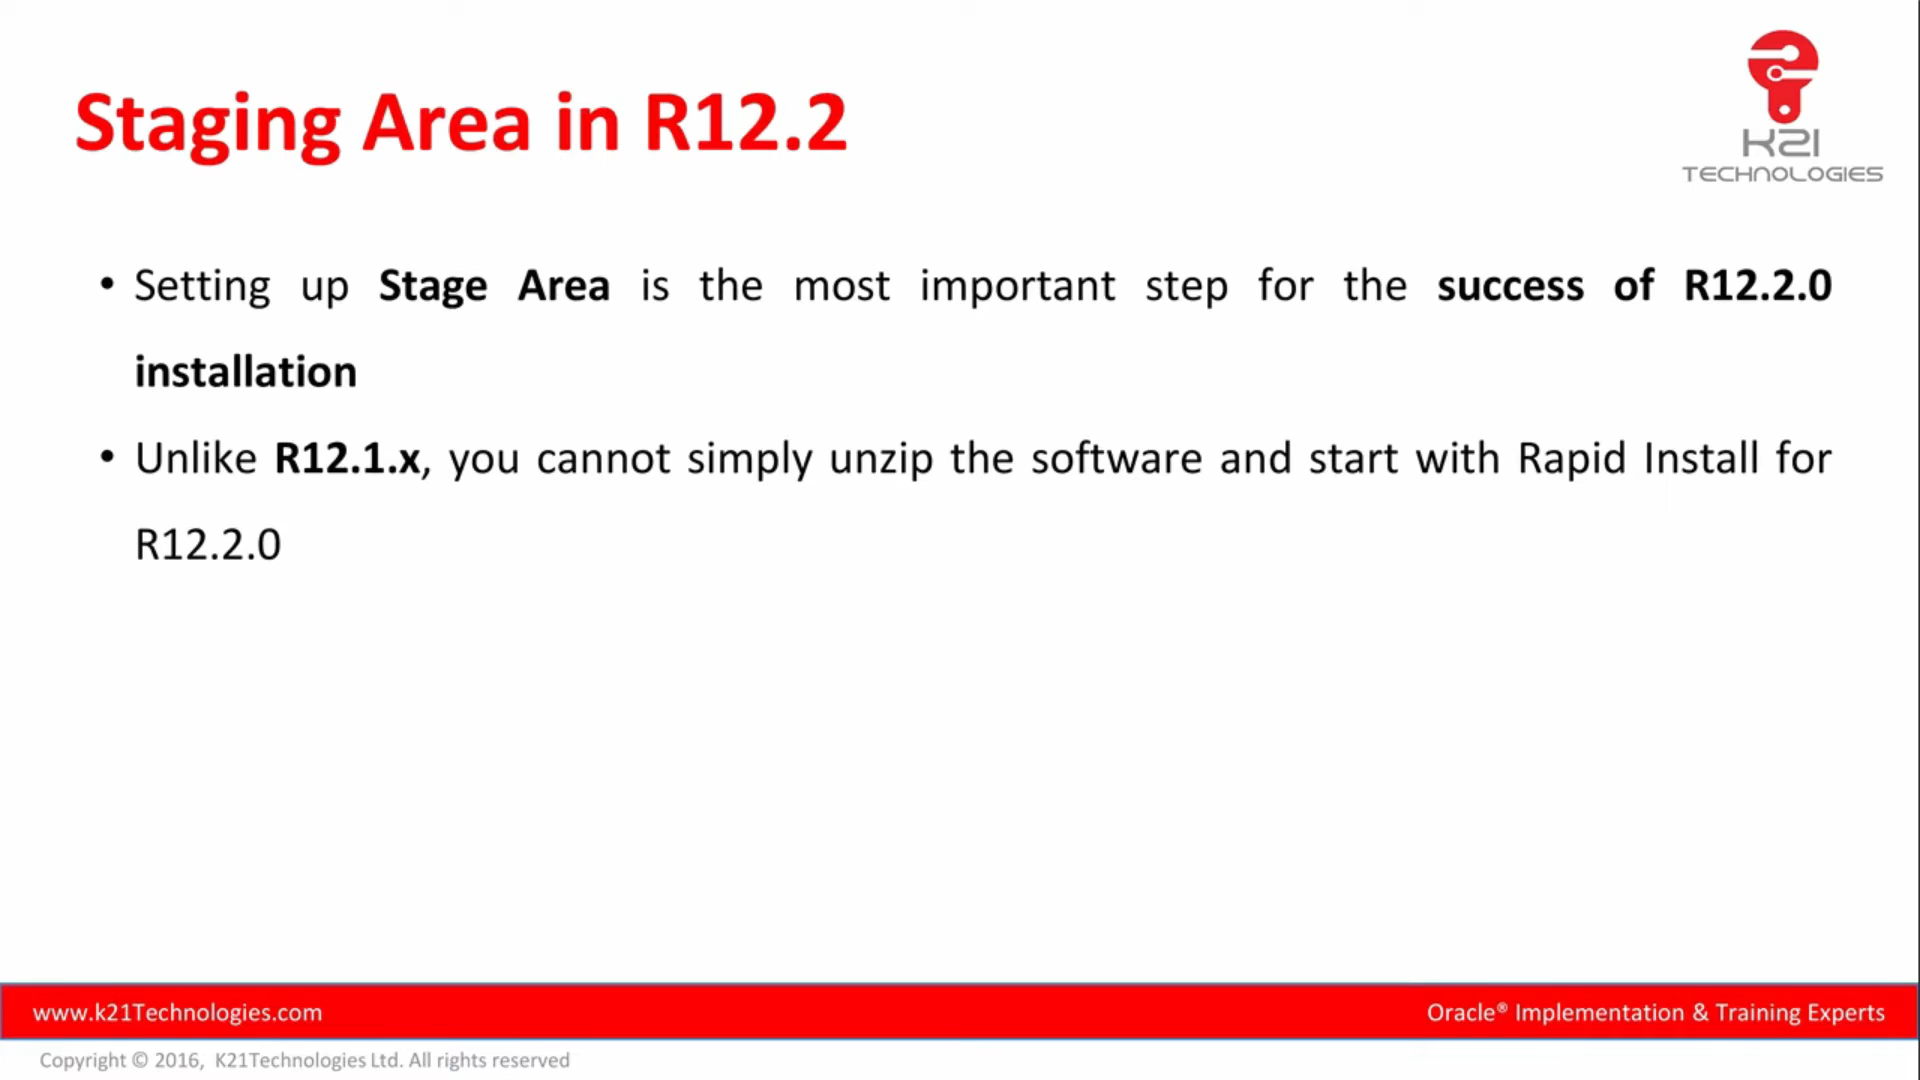 Staging Area in R12.2
K21
TECHNOLOGIES
• Setting up Stage Area is the most important step for the success of R12.2.0
installation
• Unlike R12.1.x, you cannot simply unzip the software and start with Rapid Install for
R12.2.0
www.k21Technologies.com
Oracle® Implementation & Training Experts
Copyright © 2016, K21Technologies Ltd. All rights reserved